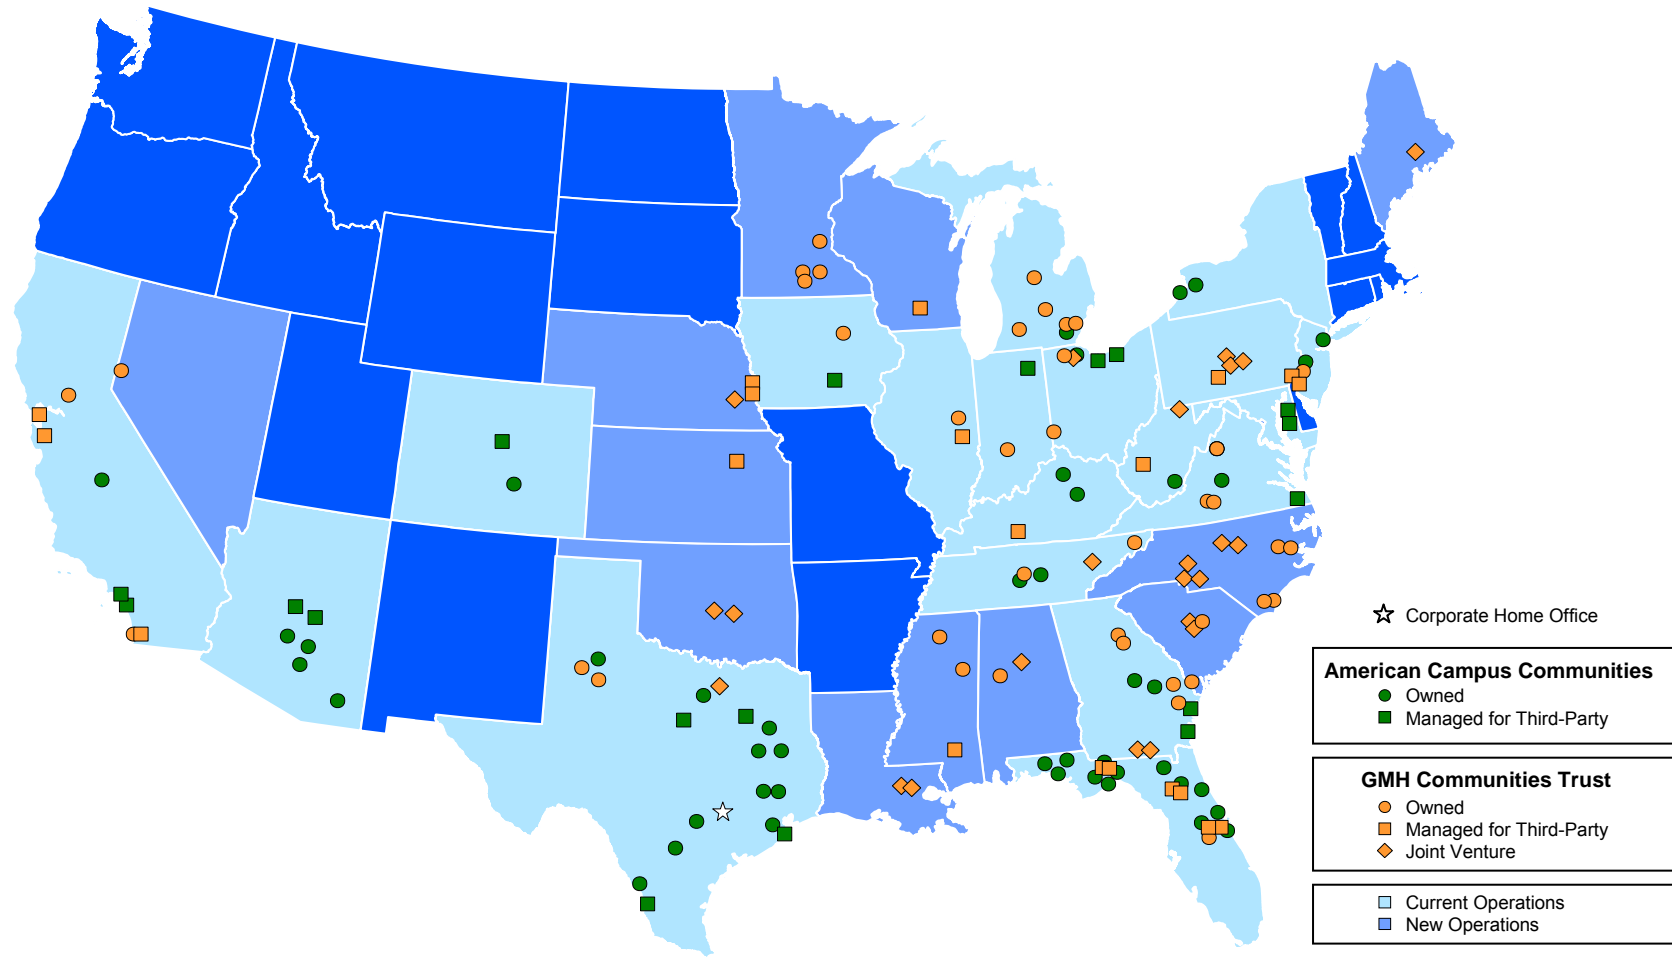 Corporate Home Office
American Campus Communities
Owned
Managed for Third-Party
GMH Communities Trust
Owned
Managed for Third-Party
Joint Venture
Current Operations
New Operations